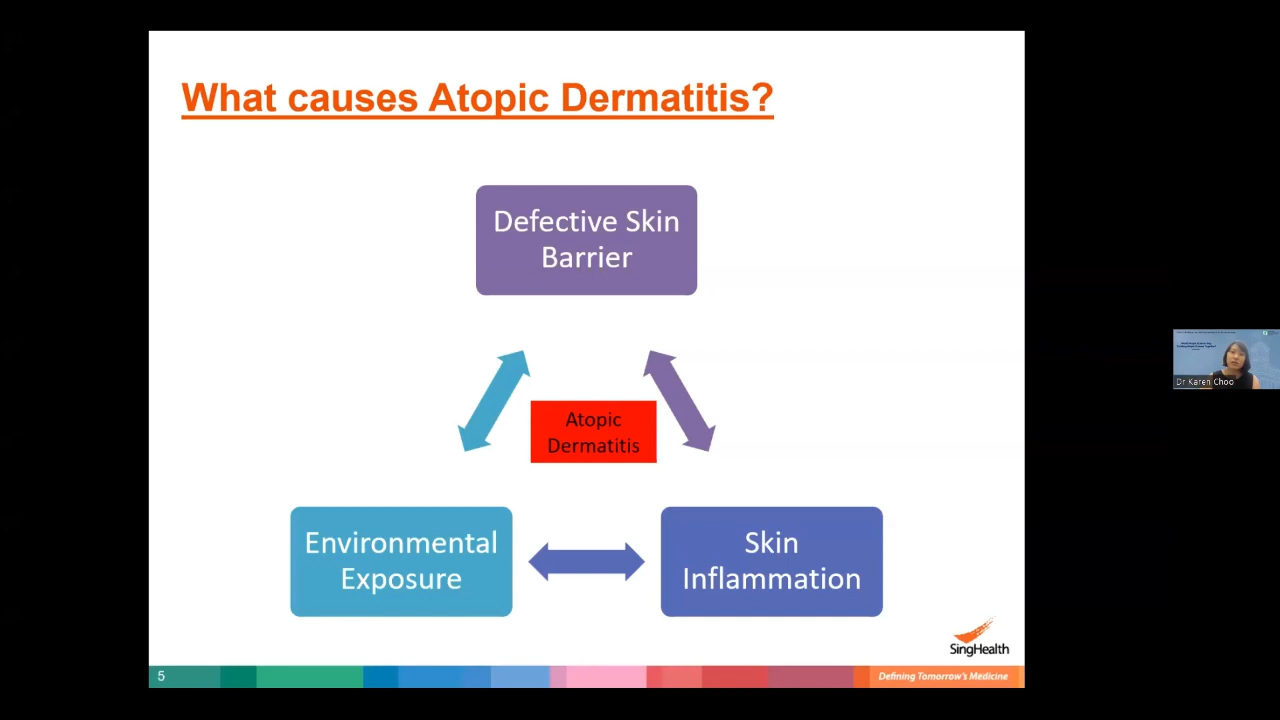 What causes Atopic Dermatitis?
Defective Skin
Barrier
Atopic
Dermatitis
Environmental
Exposure
Skin
Inflammation
SingHealth
5
Defining Tomorrow's Medicine
Dr Karen Choo